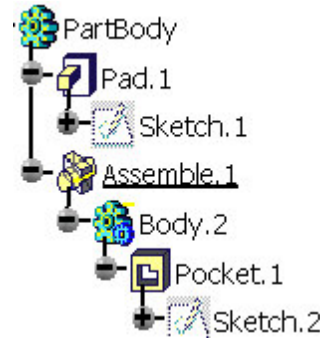 PartBody
Pad.1
Sketch.1
Assemble.1
Body.2
Pocket.1
Sketch.2